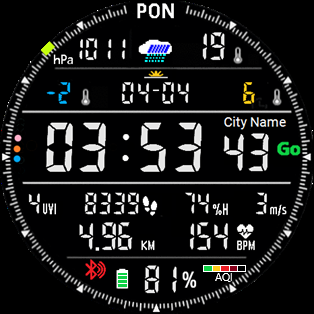 PON
hPa 1011 19
-2 04-04 6
City Name
03:53 43 Go
4 UVI 8339 74 %H 3 m/s
4.96 KM 154 BPM
81% AQI